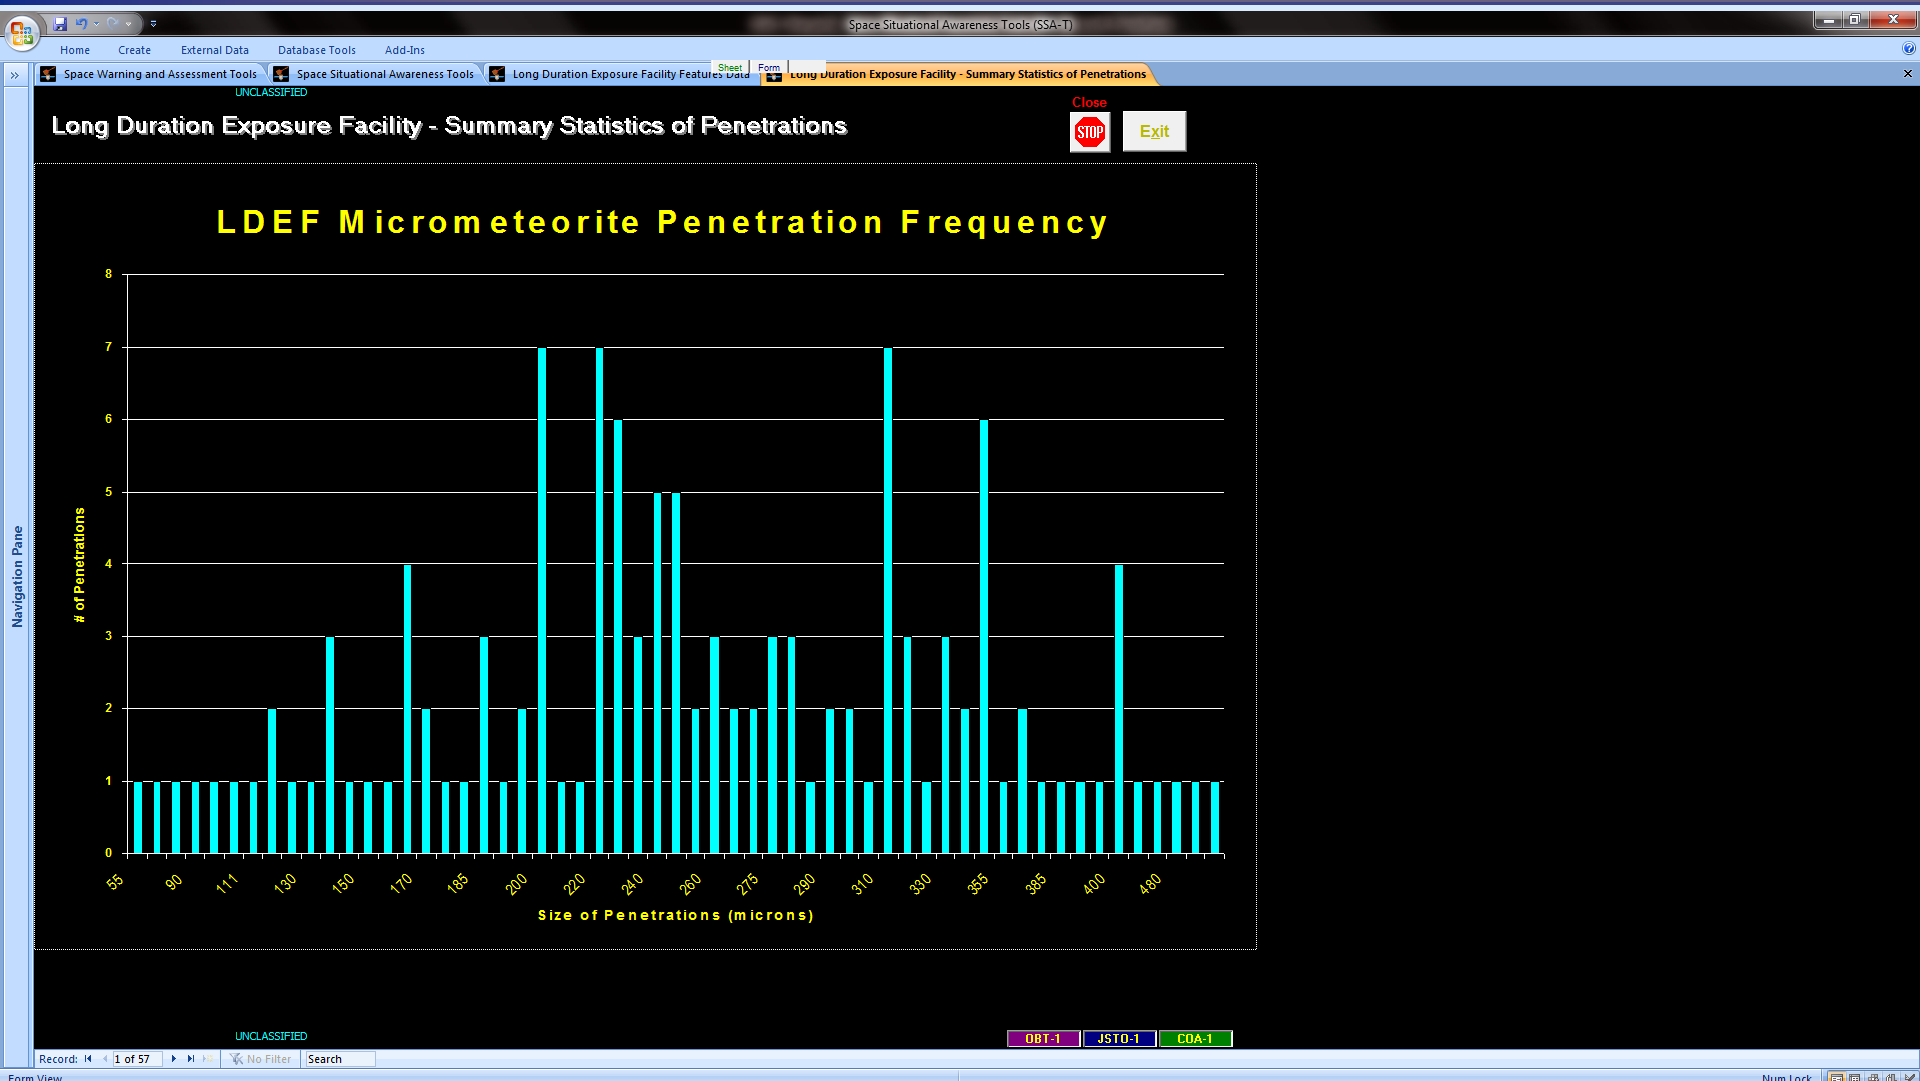 Space Situational Awareness Tools (SSA-T)
Home Create External Data Database Tools Add-Ins
Space Warning and Assessment Tools Space Situational Awareness Tools Long Duration Exposure Facility Features Data Long Duration Exposure Facility - Summary Statistics of Penetrations
Sheet Form
UNCLASSIFIED
Close
Long Duration Exposure Facility - Summary Statistics of Penetrations
STOP Exit
LDEF Micrometeorite Penetration Frequency
8
7
6
5
4
3
2
1
0
# of Penetrations
Navigation Pane
55 90 111 130 150 170 185 200 220 240 260 275 290 310 330 355 385 400 480
Size of Penetrations (microns)
UNCLASSIFIED
OBT-1 JSTO-1 COA-1
Record: 1 of 57 No Filter Search
Form View Num Lock